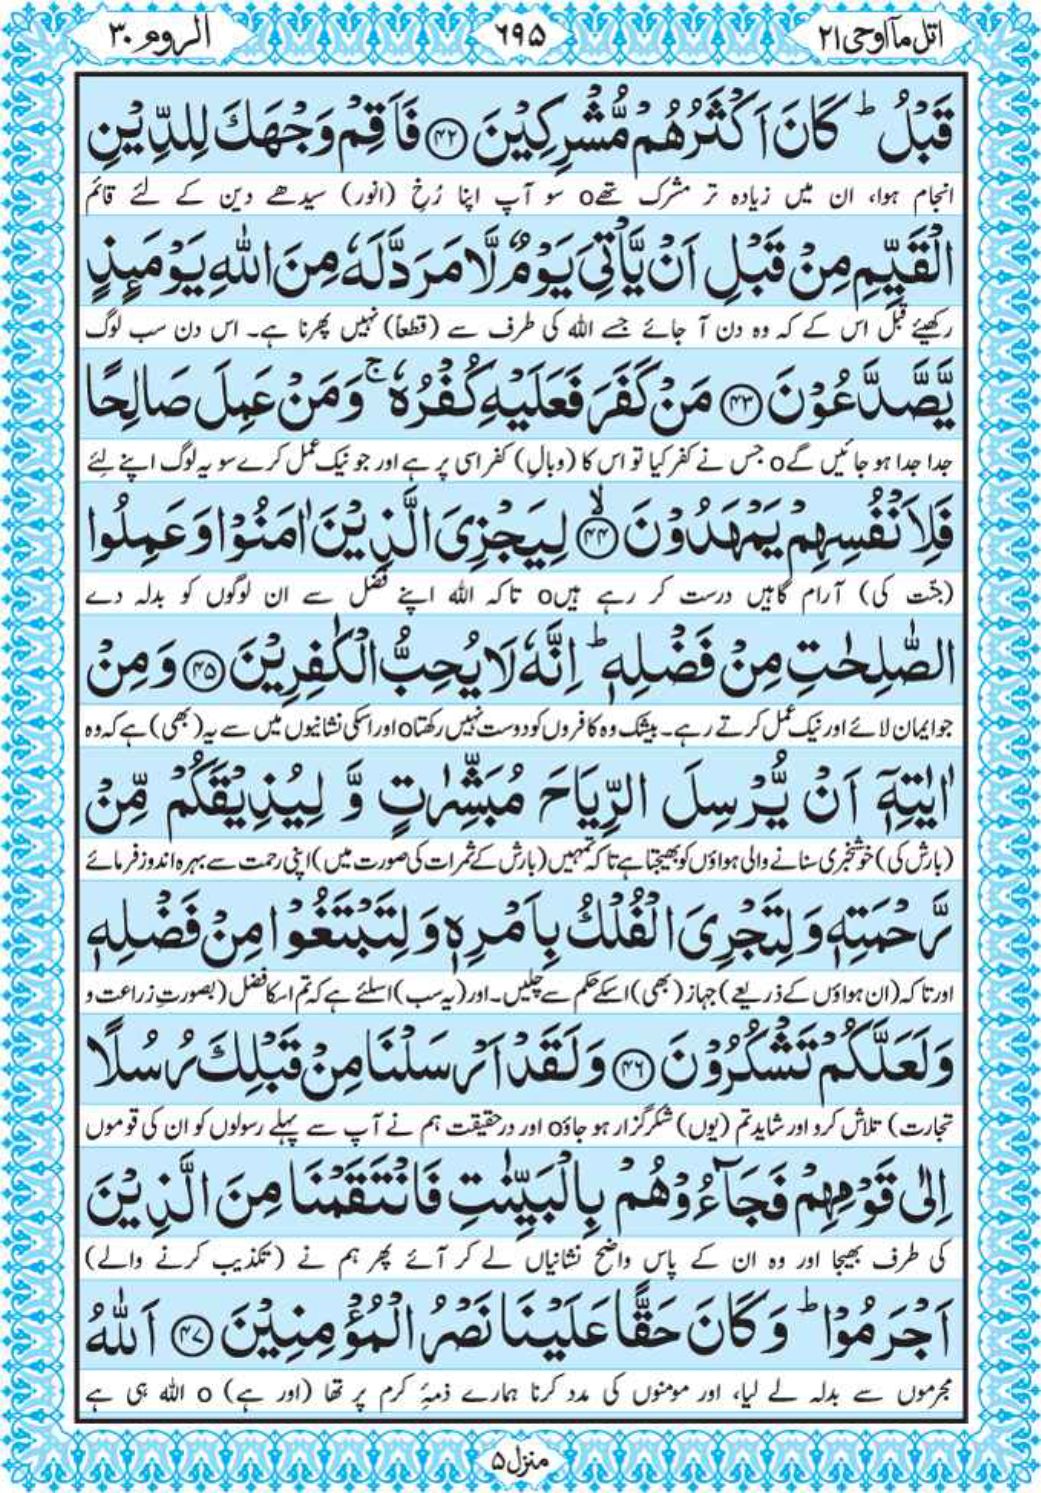 اتل مآ اوحی ۲۱
۶۹۵
الروم ۳۰
قَبْلُ ؕ كَانَ اَكْثَرُهُمْ مُّشْرِكِيْنَ ﴿۴۲﴾ فَاَقِمْ وَجْهَكَ لِلدِّيْنِ
انجام ہوا، ان میں زیادہ تر مشرک تھےo سو آپ اپنا رُخِ (انور) سیدھے دین کے لئے قائم
الْقَيِّمِ مِنْ قَبْلِ اَنْ يَّاْتِيَ يَوْمٌ لَّا مَرَدَّ لَهٗ مِنَ اللّٰهِ يَوْمَىِٕذٍ
رکھیئے قبل اس کے کہ وہ دن آ جائے جسے اللہ کی طرف سے (قطعاً) نہیں پھرنا ہے۔ اس دن سب لوگ
يَّصَّدَّعُوْنَ ﴿۴۳﴾ مَنْ كَفَرَ فَعَلَيْهِ كُفْرُهٗ ۚ وَمَنْ عَمِلَ صَالِحًا
جدا جدا ہو جائیں گےo جس نے کفر کیا تو اس کا (وبالِ) کفر اسی پر ہے اور جو نیک عمل کرے سو یہ لوگ اپنے لئے
فَلِاَنْفُسِهِمْ يَمْهَدُوْنَ ﴿۴۴﴾ۙ لِيَجْزِيَ الَّذِيْنَ اٰمَنُوْا وَعَمِلُوا
(جنّت کی) آرام گاہیں درست کر رہے ہیںo تاکہ اللہ اپنے فضل سے ان لوگوں کو بدلہ دے
الصّٰلِحٰتِ مِنْ فَضْلِهٖ ؕ اِنَّهٗ لَا يُحِبُّ الْكٰفِرِيْنَ ﴿۴۵﴾ وَمِنْ
جو ایمان لائے اور نیک عمل کرتے رہے۔ بیشک وہ کافروں کو دوست نہیں رکھتاo اور اسکی نشانیوں میں سے یہ (بھی) ہے کہ وہ
اٰيٰتِهٖۤ اَنْ يُّرْسِلَ الرِّيَاحَ مُبَشِّرٰتٍ وَّ لِيُذِيْقَكُمْ مِّنْ
(بارش کی) خوشخبری سنانے والی ہواؤں کو بھیجتا ہے تاکہ تمہیں (بارش کے ثمرات کی صورت میں) اپنی رحمت سے بہرہ اندوز فرمائے
رَّحْمَتِهٖ وَلِتَجْرِيَ الْفُلْكُ بِاَمْرِهٖ وَلِتَبْتَغُوْا مِنْ فَضْلِهٖ
اور تاکہ (ان ہواؤں کے ذریعے) جہاز (بھی) اسکے حکم سے چلیں۔ اور (یہ سب) اسلئے ہے کہ تم اسکا فضل (بصورتِ زراعت و
وَلَعَلَّكُمْ تَشْكُرُوْنَ ﴿۴۶﴾ وَلَقَدْ اَرْسَلْنَا مِنْ قَبْلِكَ رُسُلًا
تجارت) تلاش کرو اور شاید تم (یوں) شکرگزار ہو جاؤo اور درحقیقت ہم نے آپ سے پہلے رسولوں کو ان کی قوموں
اِلٰى قَوْمِهِمْ فَجَآءُوْهُمْ بِالْبَيِّنٰتِ فَانْتَقَمْنَا مِنَ الَّذِيْنَ
کی طرف بھیجا اور وہ ان کے پاس واضح نشانیاں لے کر آئے پھر ہم نے (تکذیب کرنے والے)
اَجْرَمُوْا ؕ وَكَانَ حَقًّا عَلَيْنَا نَصْرُ الْمُؤْمِنِيْنَ ﴿۴۷﴾ اَللّٰهُ
مجرموں سے بدلہ لے لیا، اور مومنوں کی مدد کرنا ہمارے ذمۂِ کرم پر تھا (اور ہے) o اللہ ہی ہے
منزل ۵